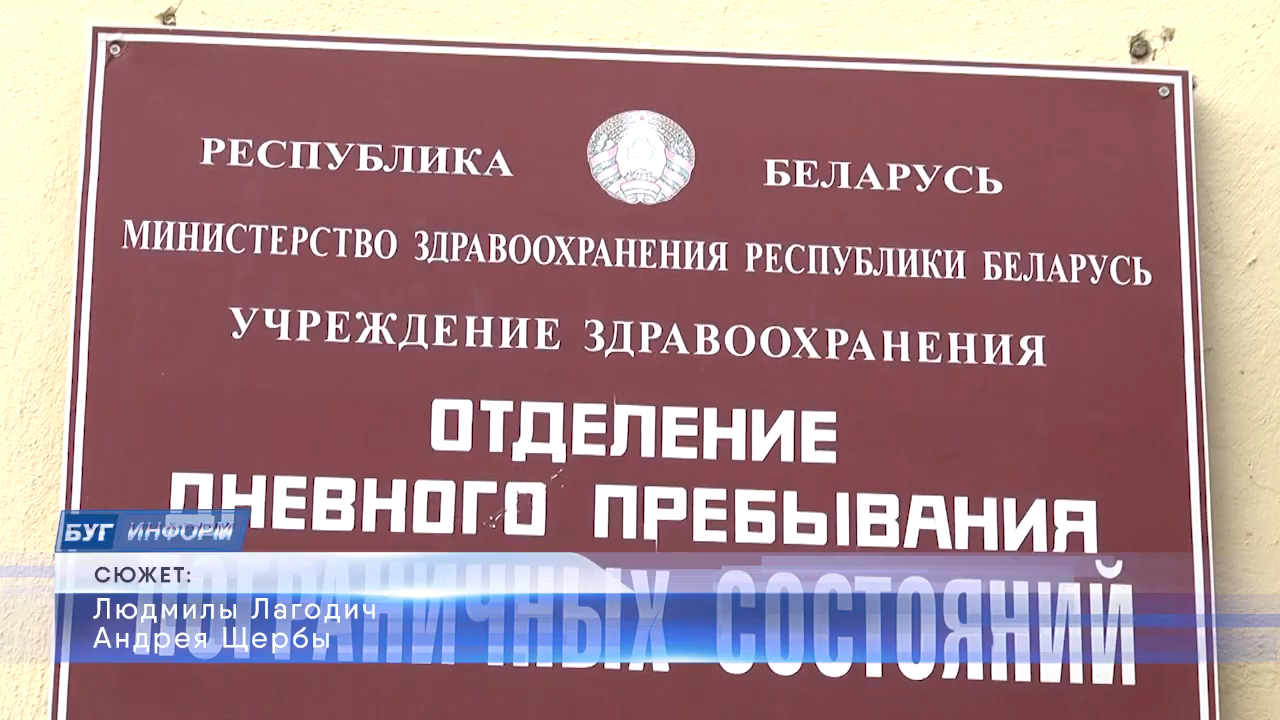 РЕСПУБЛИКА БЕЛАРУСЬ
МИНИСТЕРСТВО ЗДРАВООХРАНЕНИЯ РЕСПУБЛИКИ БЕЛАРУСЬ
УЧРЕЖДЕНИЕ ЗДРАВООХРАНЕНИЯ
ОТДЕЛЕНИЕ
ДНЕВНОГО ПРЕБЫВАНИЯ
ПОГРАНИЧНЫХ СОСТОЯНИЙ
БУГ ИНФОРМ
СЮЖЕТ:
Людмилы Лагодич
Андрея Щербы